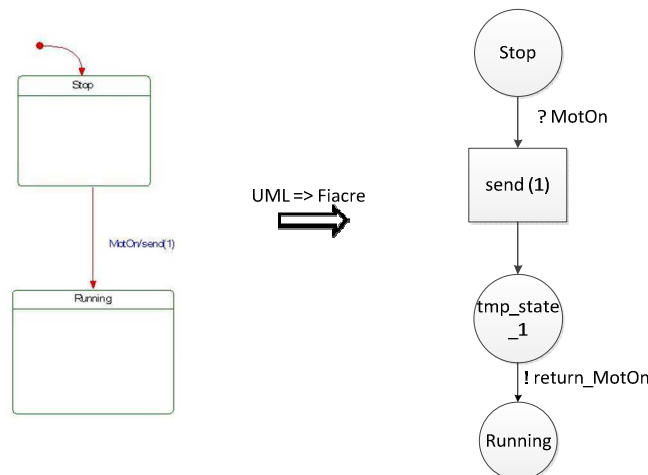 Stop
MotOn/send(1)
Running
UML => Fiacre
Stop
? MotOn
send (1)
tmp_state
_1
! return_MotOn
Running